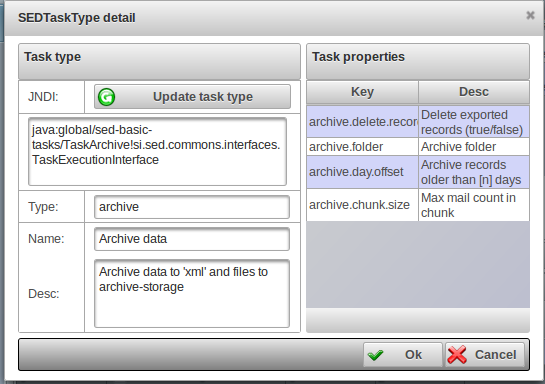 SEDTaskType detail
Task type
JNDI:
Update task type
java:global/sed-basic-
tasks/TaskArchive!si.sed.commons.interfaces.
TaskExecutionInterface
Type:
archive
Name:
Archive data
Desc:
Archive data to 'xml' and files to
archive-storage
Task properties
Key Desc
archive.delete.recor Delete exported
records (true/false)
archive.folder Archive folder
archive.day.offset Archive records
older than [n] days
archive.chunk.size Max mail count in
chunk
Ok Cancel